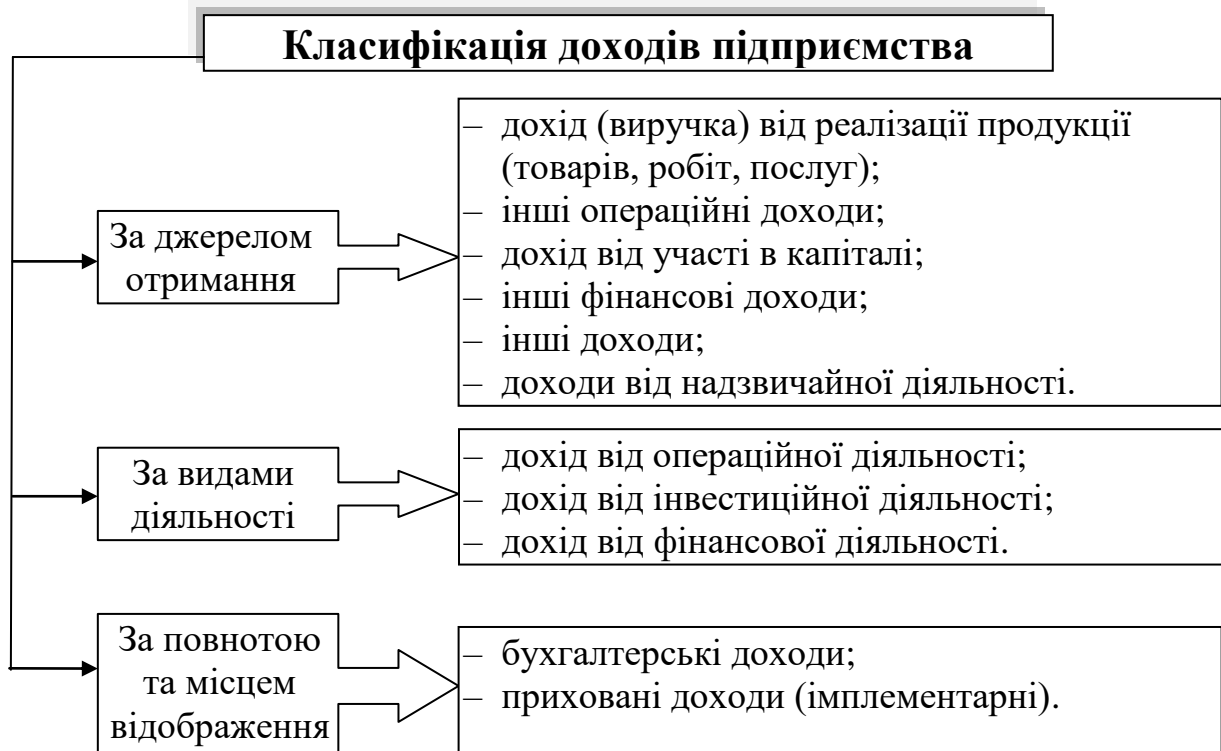 Класифікація доходів підприємства
За джерелом
отримання
– дохід (виручка) від реалізації продукції
(товарів, робіт, послуг);
– інші операційні доходи;
– дохід від участі в капіталі;
– інші фінансові доходи;
– інші доходи;
– доходи від надзвичайної діяльності.
За видами
діяльності
– дохід від операційної діяльності;
– дохід від інвестиційної діяльності;
– дохід від фінансової діяльності.
За повнотою
та місцем
відображення
– бухгалтерські доходи;
– приховані доходи (імплементарні).